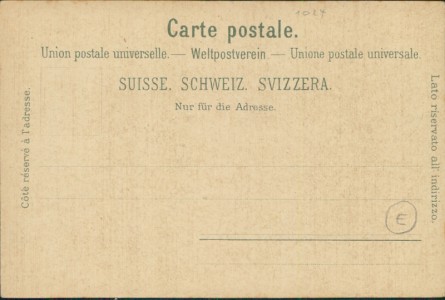 Carte postale.
Union postale universelle. — Weltpostverein. — Unione postale universale.
SUISSE. SCHWEIZ. SVIZZERA.
Nur für die Adresse.
Côté réservé à l'adresse.
Lato riservato all' indirizzo.
E